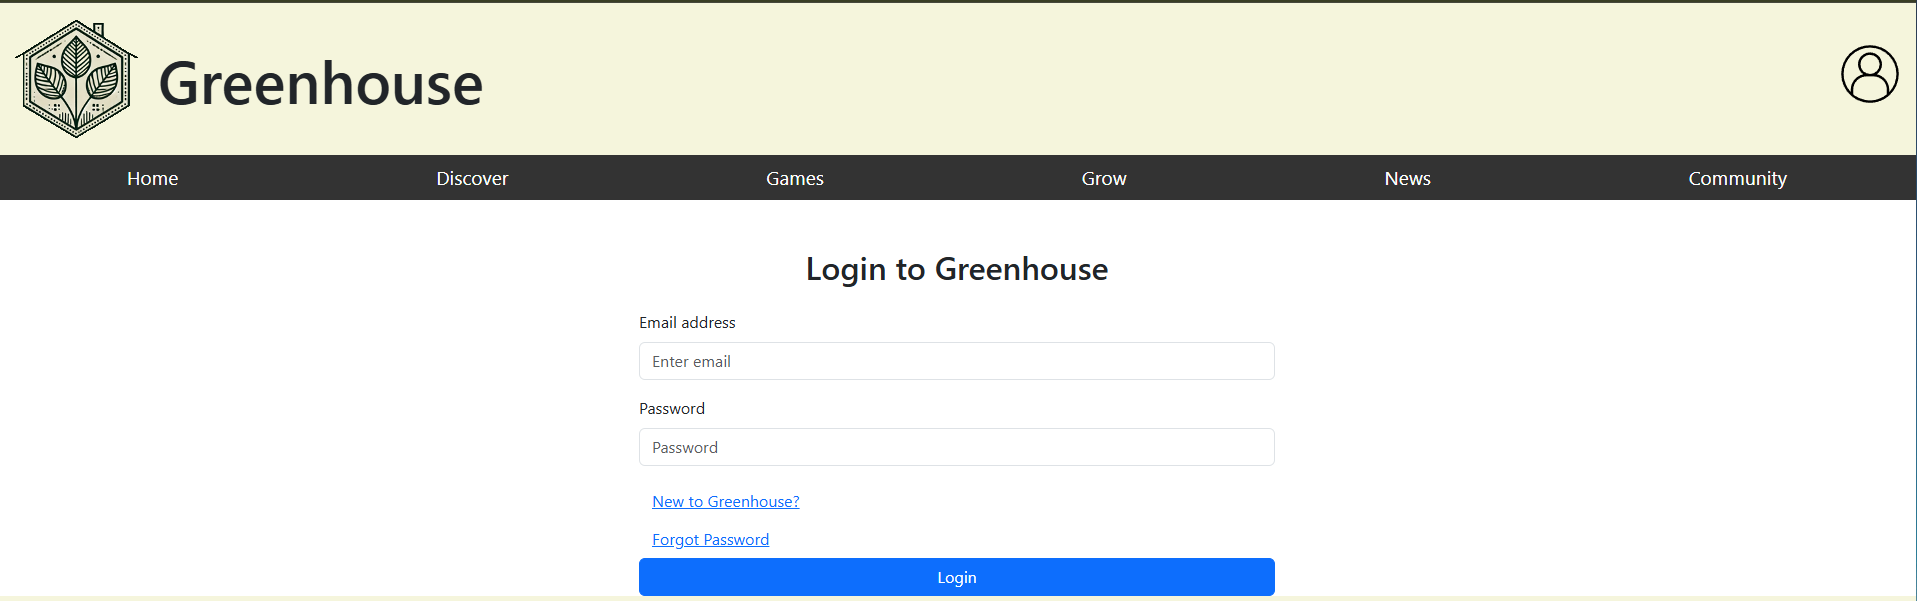 Greenhouse
Home Discover Games Grow News Community
Login to Greenhouse
Email address
Enter email
Password
Password
New to Greenhouse?
Forgot Password
Login